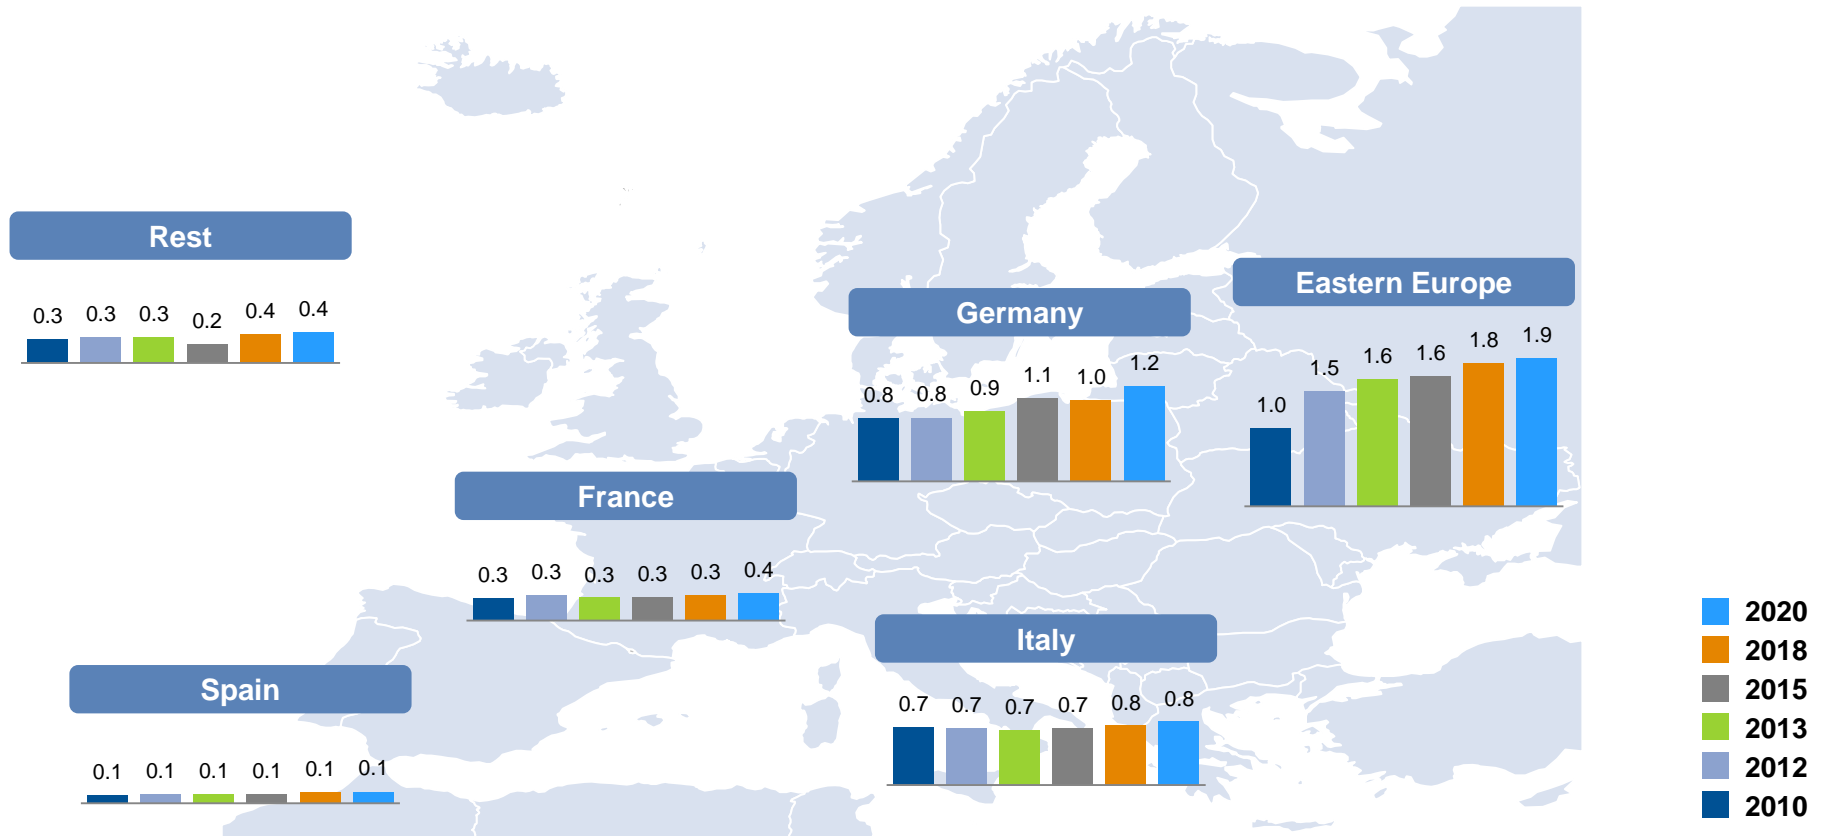 Rest
0.3 0.3 0.3 0.2 0.4 0.4
Eastern Europe
1.0 1.5 1.6 1.6 1.8 1.9
Germany
0.8 0.8 0.9 1.1 1.0 1.2
France
0.3 0.3 0.3 0.3 0.3 0.4
Italy
0.7 0.7 0.7 0.7 0.8 0.8
Spain
0.1 0.1 0.1 0.1 0.1 0.1
2020
2018
2015
2013
2012
2010